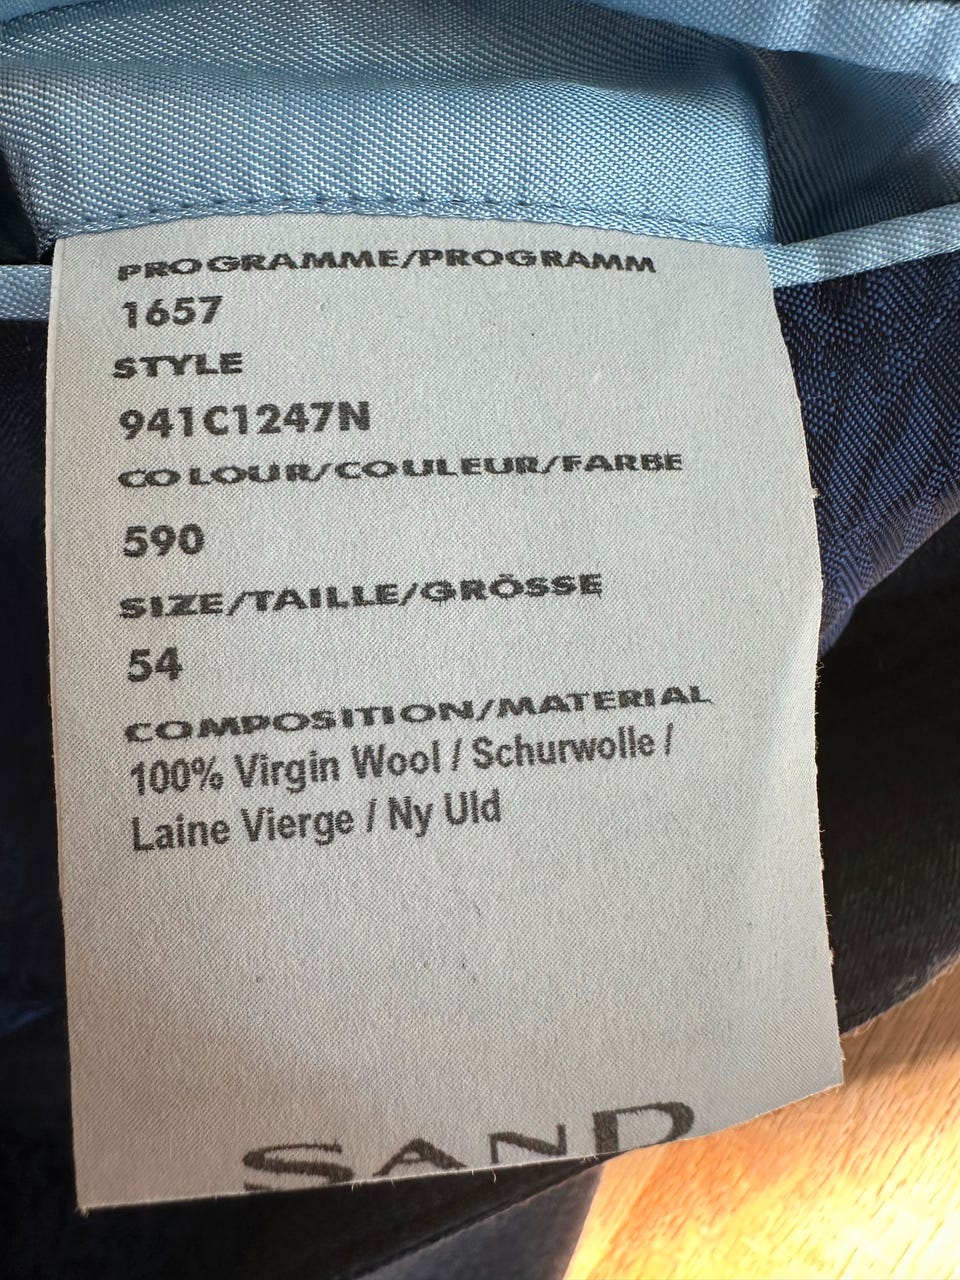 PROGRAMME/PROGRAMM
1657
STYLE
941C1247N
COLOUR/COULEUR/FARBE
590
SIZE/TAILLE/GRÖSSE
54
COMPOSITION/MATERIAL
100% Virgin Wool / Schurwolle /
Laine Vierge / Ny Uld
SAND